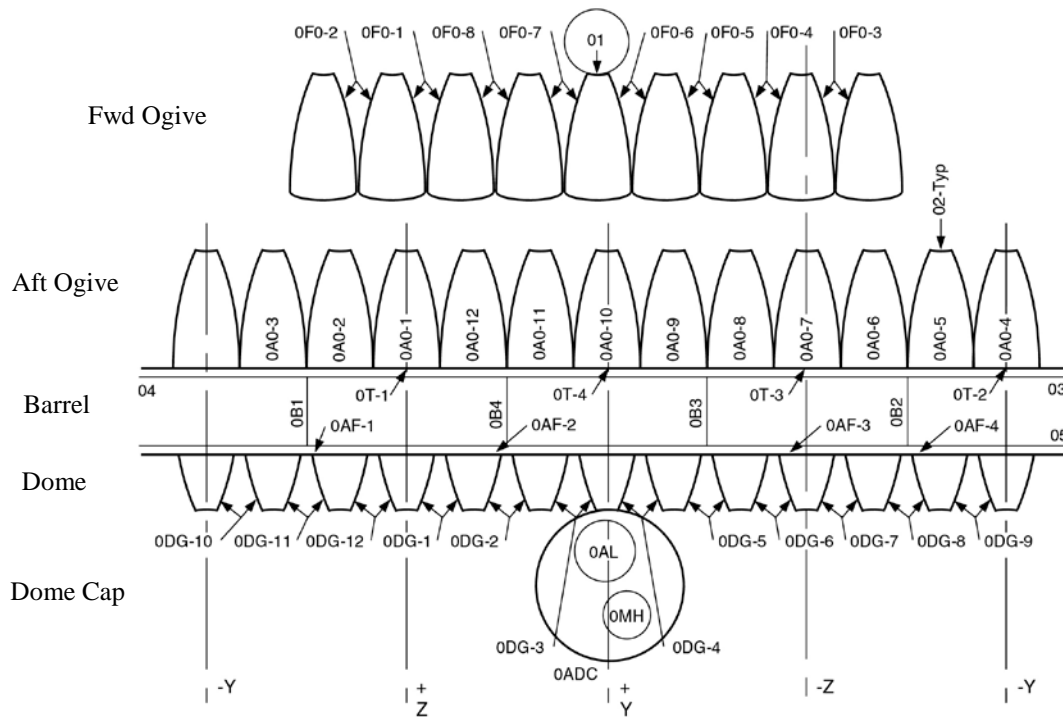 0F0-2 0F0-1 0F0-8 0F0-7 01 0F0-6 0F0-5 0F0-4 0F0-3
Fwd Ogive
02-Typ
Aft Ogive
0A0-3 0A0-2 0A0-1 0A0-12 0A0-11 0A0-10 0A0-9 0A0-8 0A0-7 0A0-6 0A0-5 0A0-4
04 0T-1 0T-4 0T-3 0T-2 03
Barrel
0B1 0B4 0B3 0B2
0AF-1 0AF-2 0AF-3 0AF-4 05
Dome
0DG-10 0DG-11 0DG-12 0DG-1 0DG-2 0DG-5 0DG-6 0DG-7 0DG-8 0DG-9
0AL
Dome Cap
0MH
0DG-3 0DG-4
0ADC
-Y + Z + Y -Z -Y